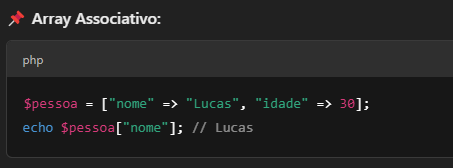 📌 Array Associativo:
php
$pessoa = ["nome" => "Lucas", "idade" => 30];
echo $pessoa["nome"]; // Lucas